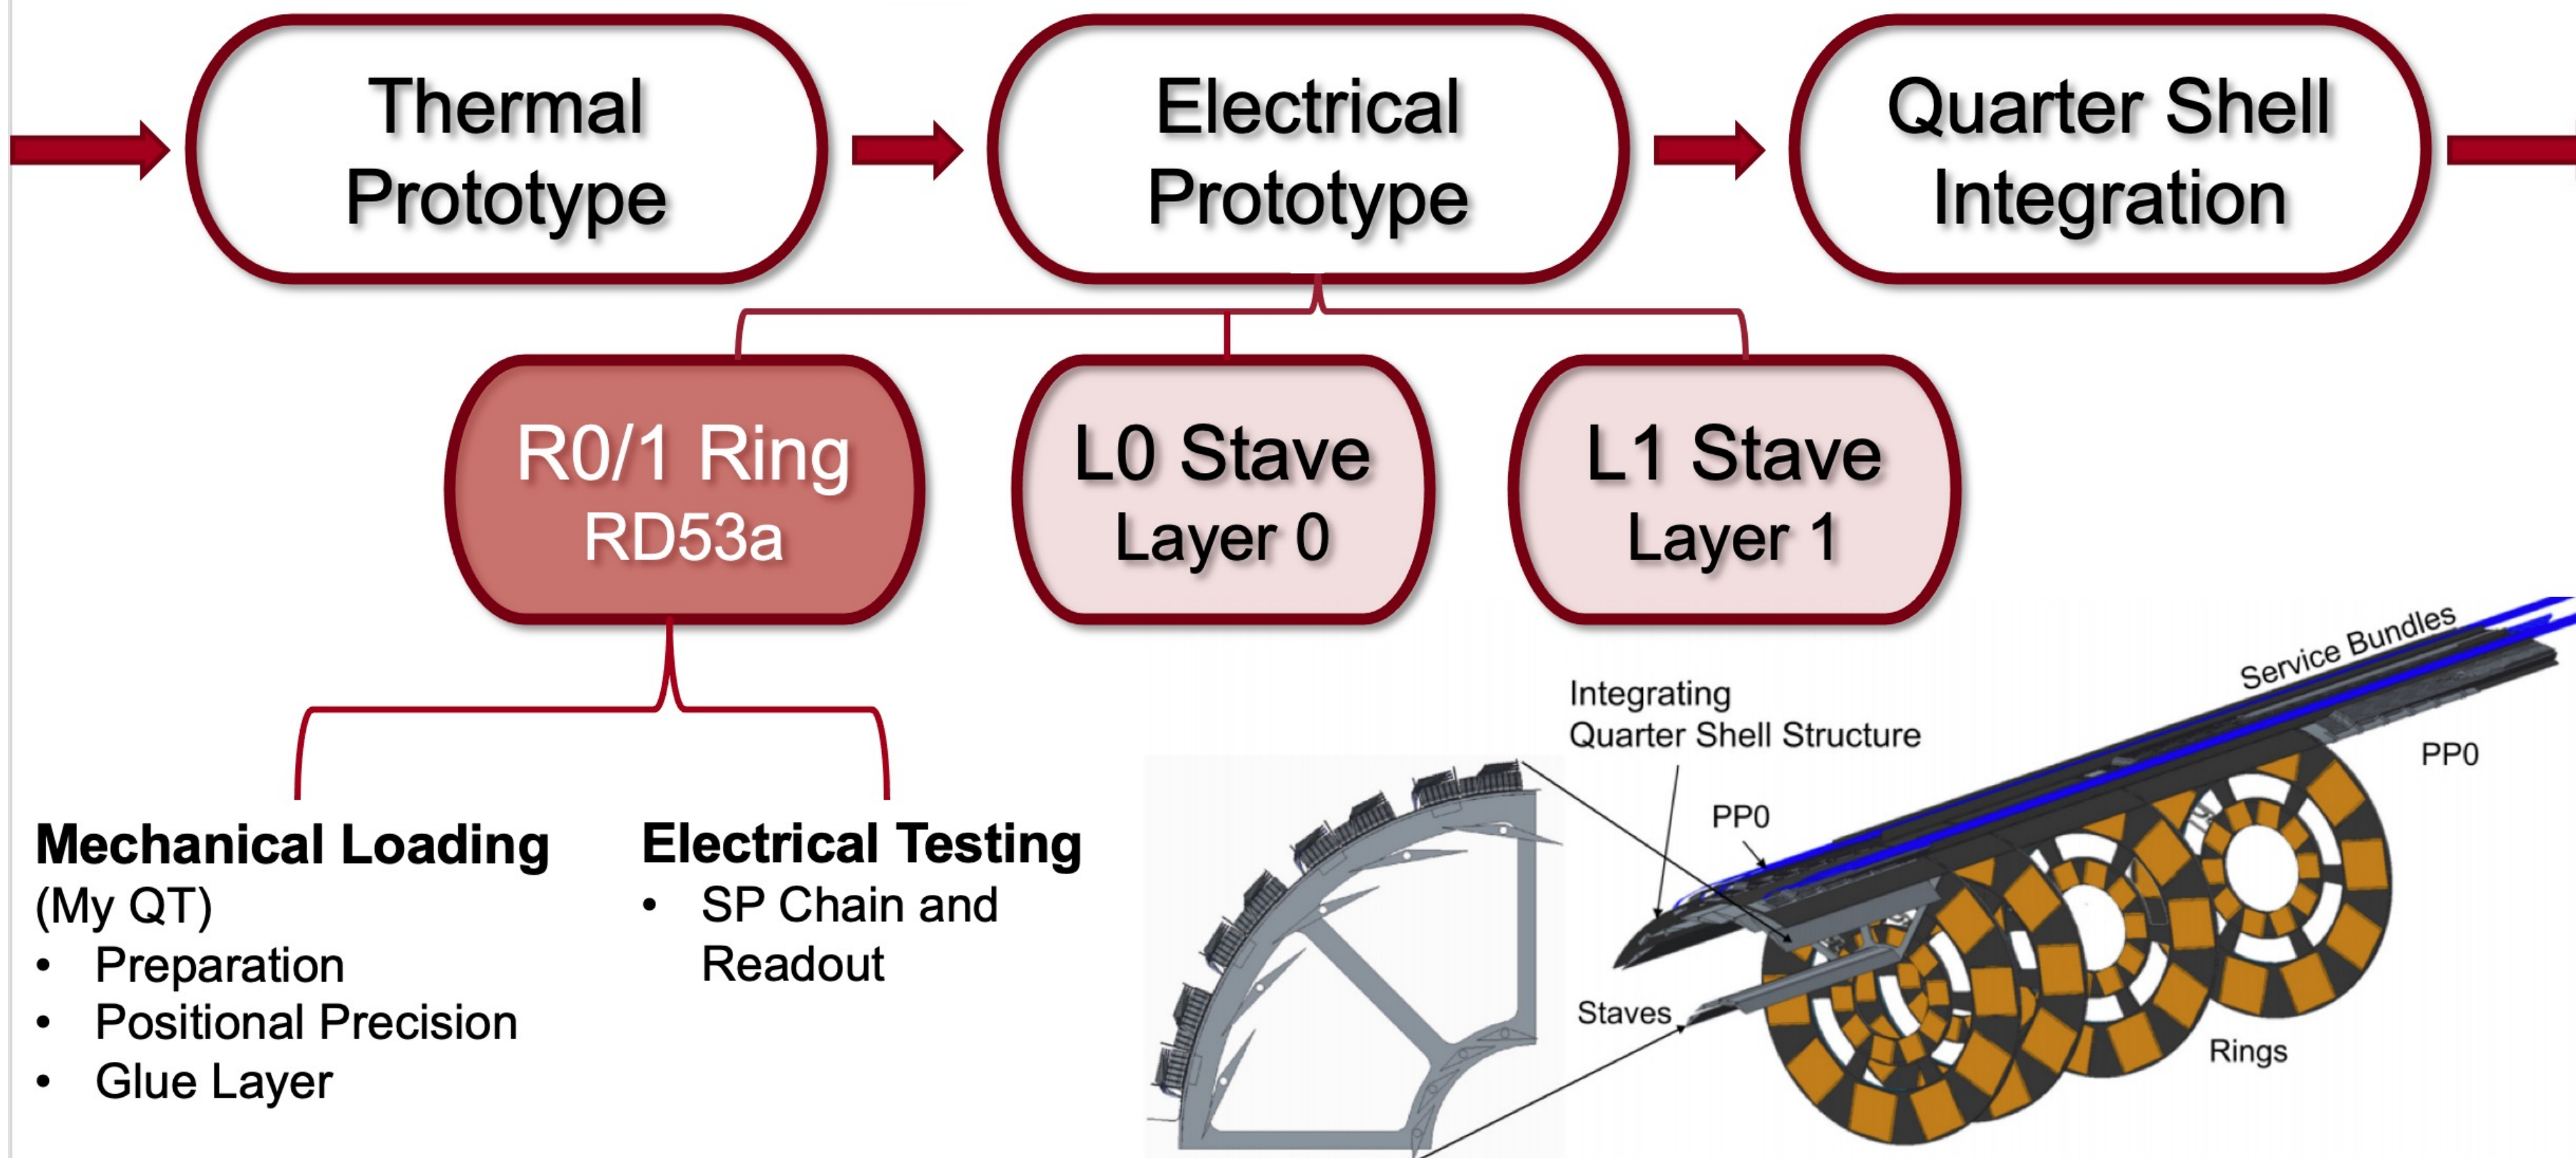 Thermal
Prototype
Electrical
Prototype
Quarter Shell
Integration
R0/1 Ring
RD53a
L0 Stave
Layer 0
L1 Stave
Layer 1
Mechanical Loading
(My QT)
• Preparation
• Positional Precision
• Glue Layer
Electrical Testing
• SP Chain and
Readout
Service Bundles
Integrating
Quarter Shell Structure
PP0
PP0
Staves
Rings